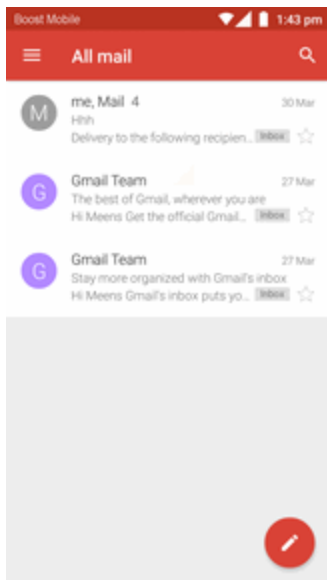 Boost Mobile 1:43 pm
All mail
M me, Mail 4 30 Mar
Hhh
Delivery to the following recipien... Inbox
G Gmail Team 27 Mar
The best of Gmail, wherever you are
Hi Meens Get the official Gmail... Inbox
G Gmail Team 27 Mar
Stay more organized with Gmail's inbox
Hi Meens Gmail's inbox puts yo... Inbox